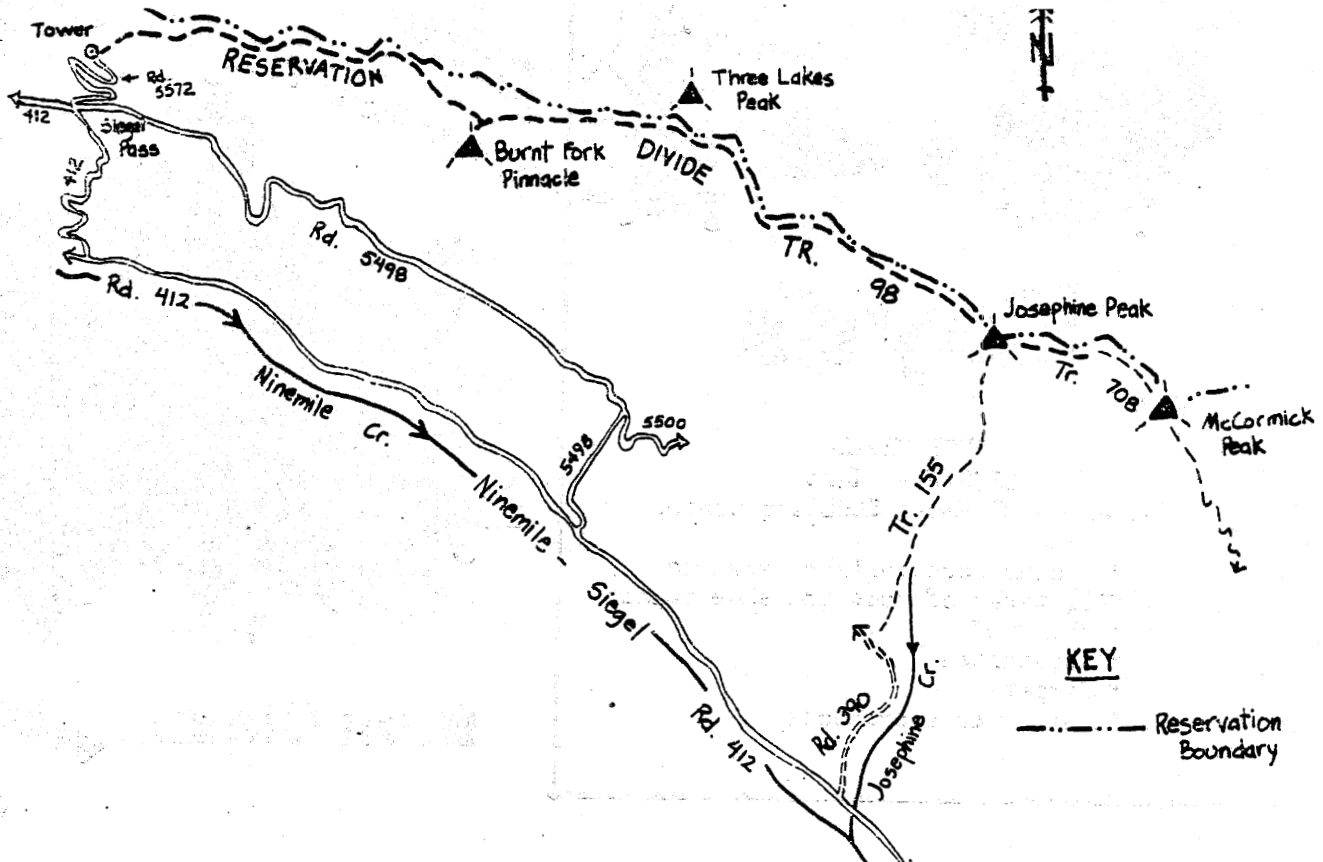 Tower
Rd.
5572
RESERVATION
N
Three Lakes
Peak
412
Siegel
Pass
Burnt Fork
Pinnacle
DIVIDE
412
Rd. 5498
TR.
98
Rd. 412
Josephine Peak
Tr. 708
McCormick
Peak
Ninemile
Cr.
5500
5498
Ninemile -
Siegel
Tr. 155
Rd. 412
Rd. 390
Josephine
Cr.
KEY
Reservation
Boundary